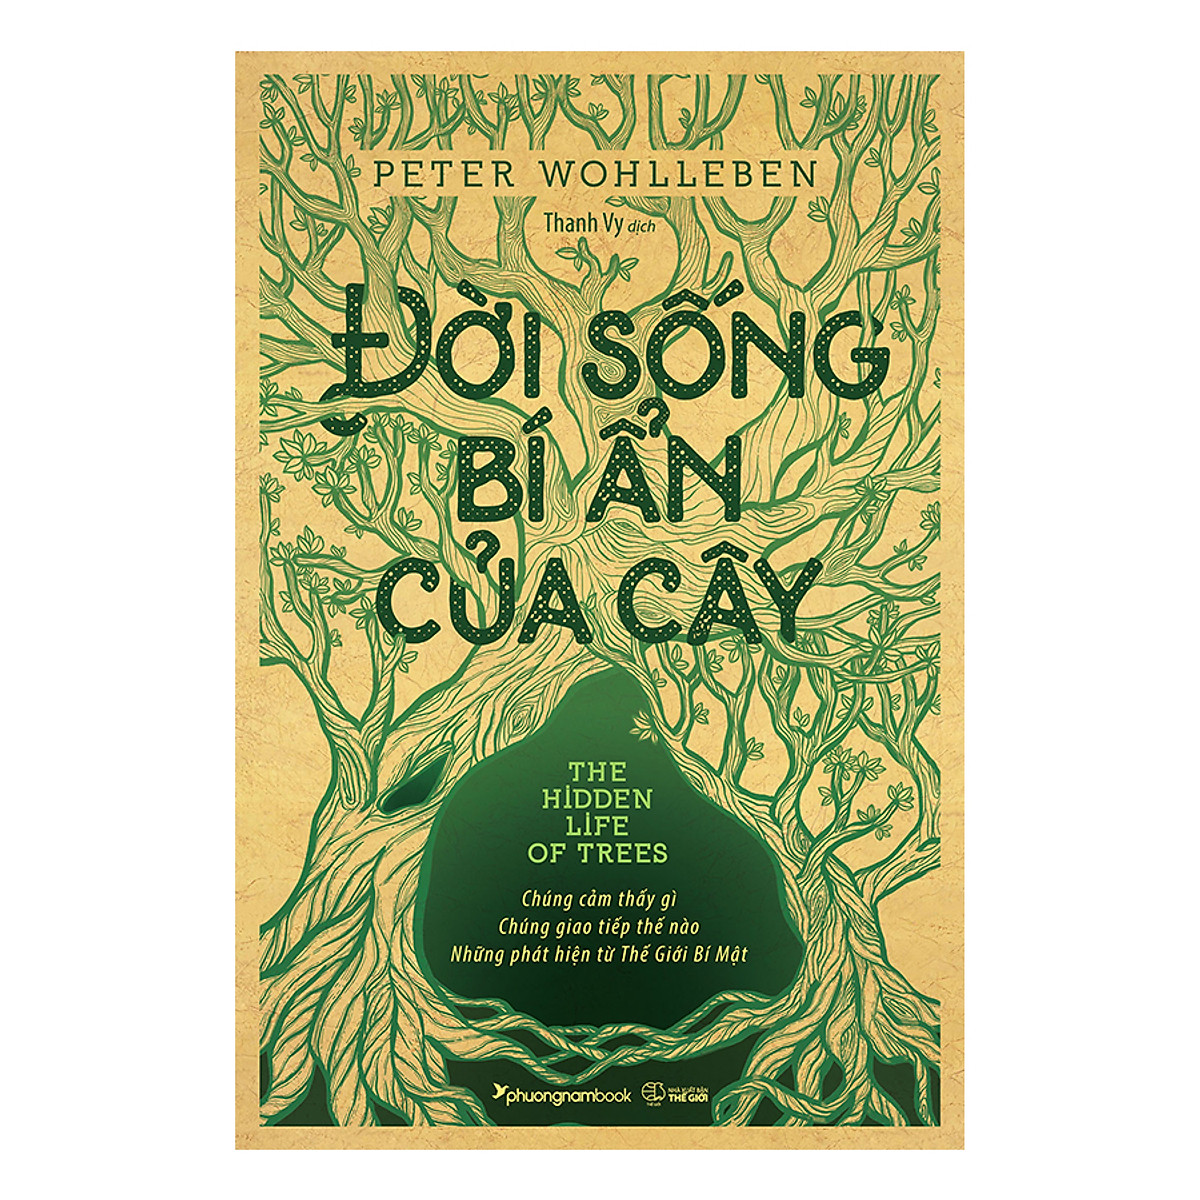 PETER WOHLLEBEN
Thanh Vy dịch
ĐỜI SỐNG
BÍ ẨN
CỦA CÂY
THE
HIDDEN
LIFE
OF TREES
Chúng cảm thấy gì
Chúng giao tiếp thế nào
Những phát hiện từ Thế Giới Bí Mật
phuongnambook
NHÀ XUẤT BẢN
THẾ GIỚI
THẾ GIỚI